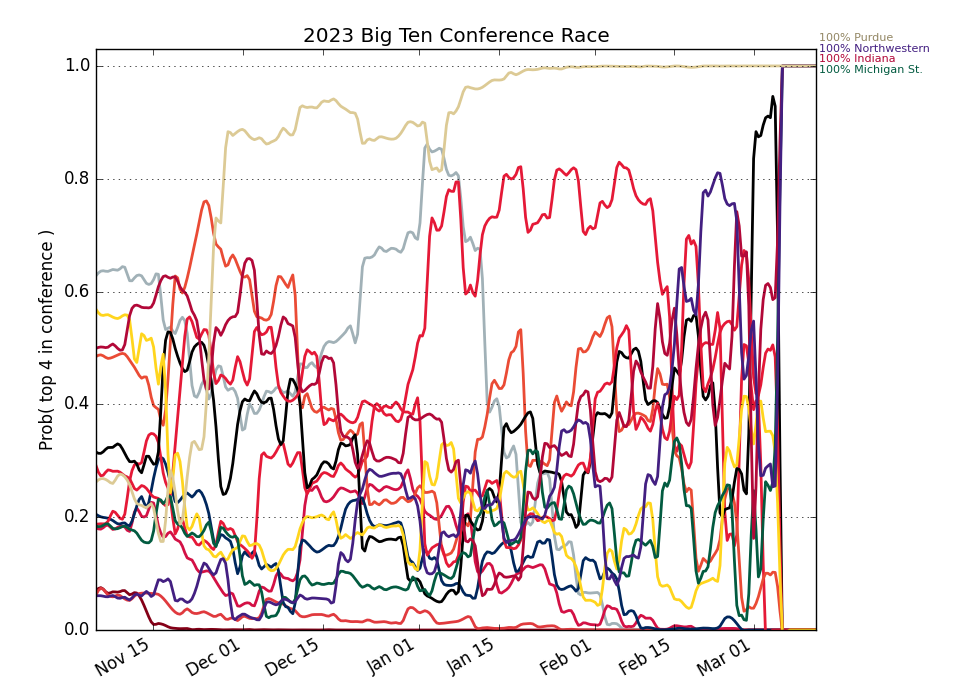 2023 Big Ten Conference Race
100% Purdue
100% Northwestern
100% Indiana
100% Michigan St.
1.0
0.8
0.6
0.4
0.2
0.0
Prob( top 4 in conference )
Nov 15
Dec 01
Dec 15
Jan 01
Jan 15
Feb 01
Feb 15
Mar 01